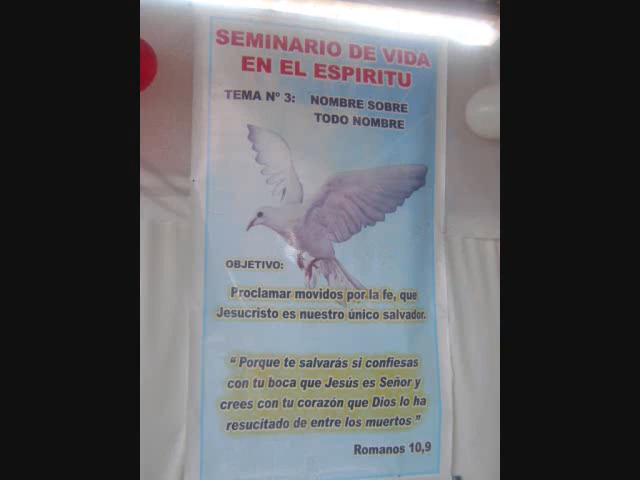 SEMINARIO DE VIDA
EN EL ESPIRITU
TEMA Nº 3: NOMBRE SOBRE
TODO NOMBRE
OBJETIVO:
Proclamar movidos por la fe, que
Jesucristo es nuestro único salvador.
“ Porque te salvarás si confiesas
con tu boca que Jesús es Señor y
crees con tu corazón que Dios lo ha
resucitado de entre los muertos ”
Romanos 10,9